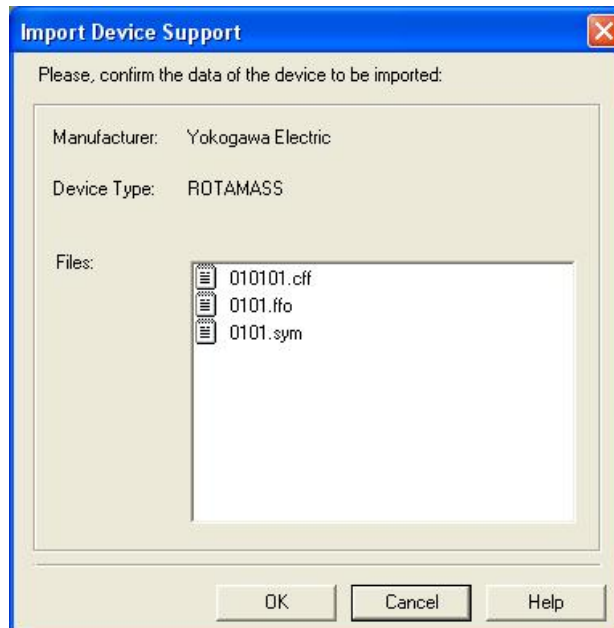 Import Device Support
Please, confirm the data of the device to be imported:
Manufacturer: Yokogawa Electric
Device Type: ROTAMASS
Files:
010101.cff
0101.ffo
0101.sym
OK Cancel Help